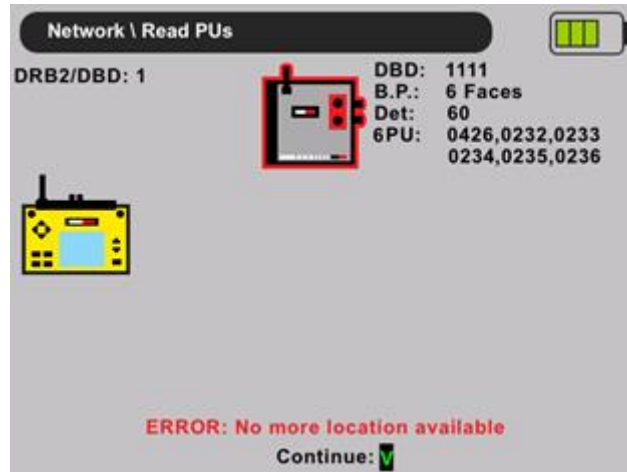 Network \ Read PUs
DRB2/DBD: 1
DBD: 1111
B.P.: 6 Faces
Det: 60
6PU: 0426,0232,0233
0234,0235,0236
ERROR: No more location available
Continue: V